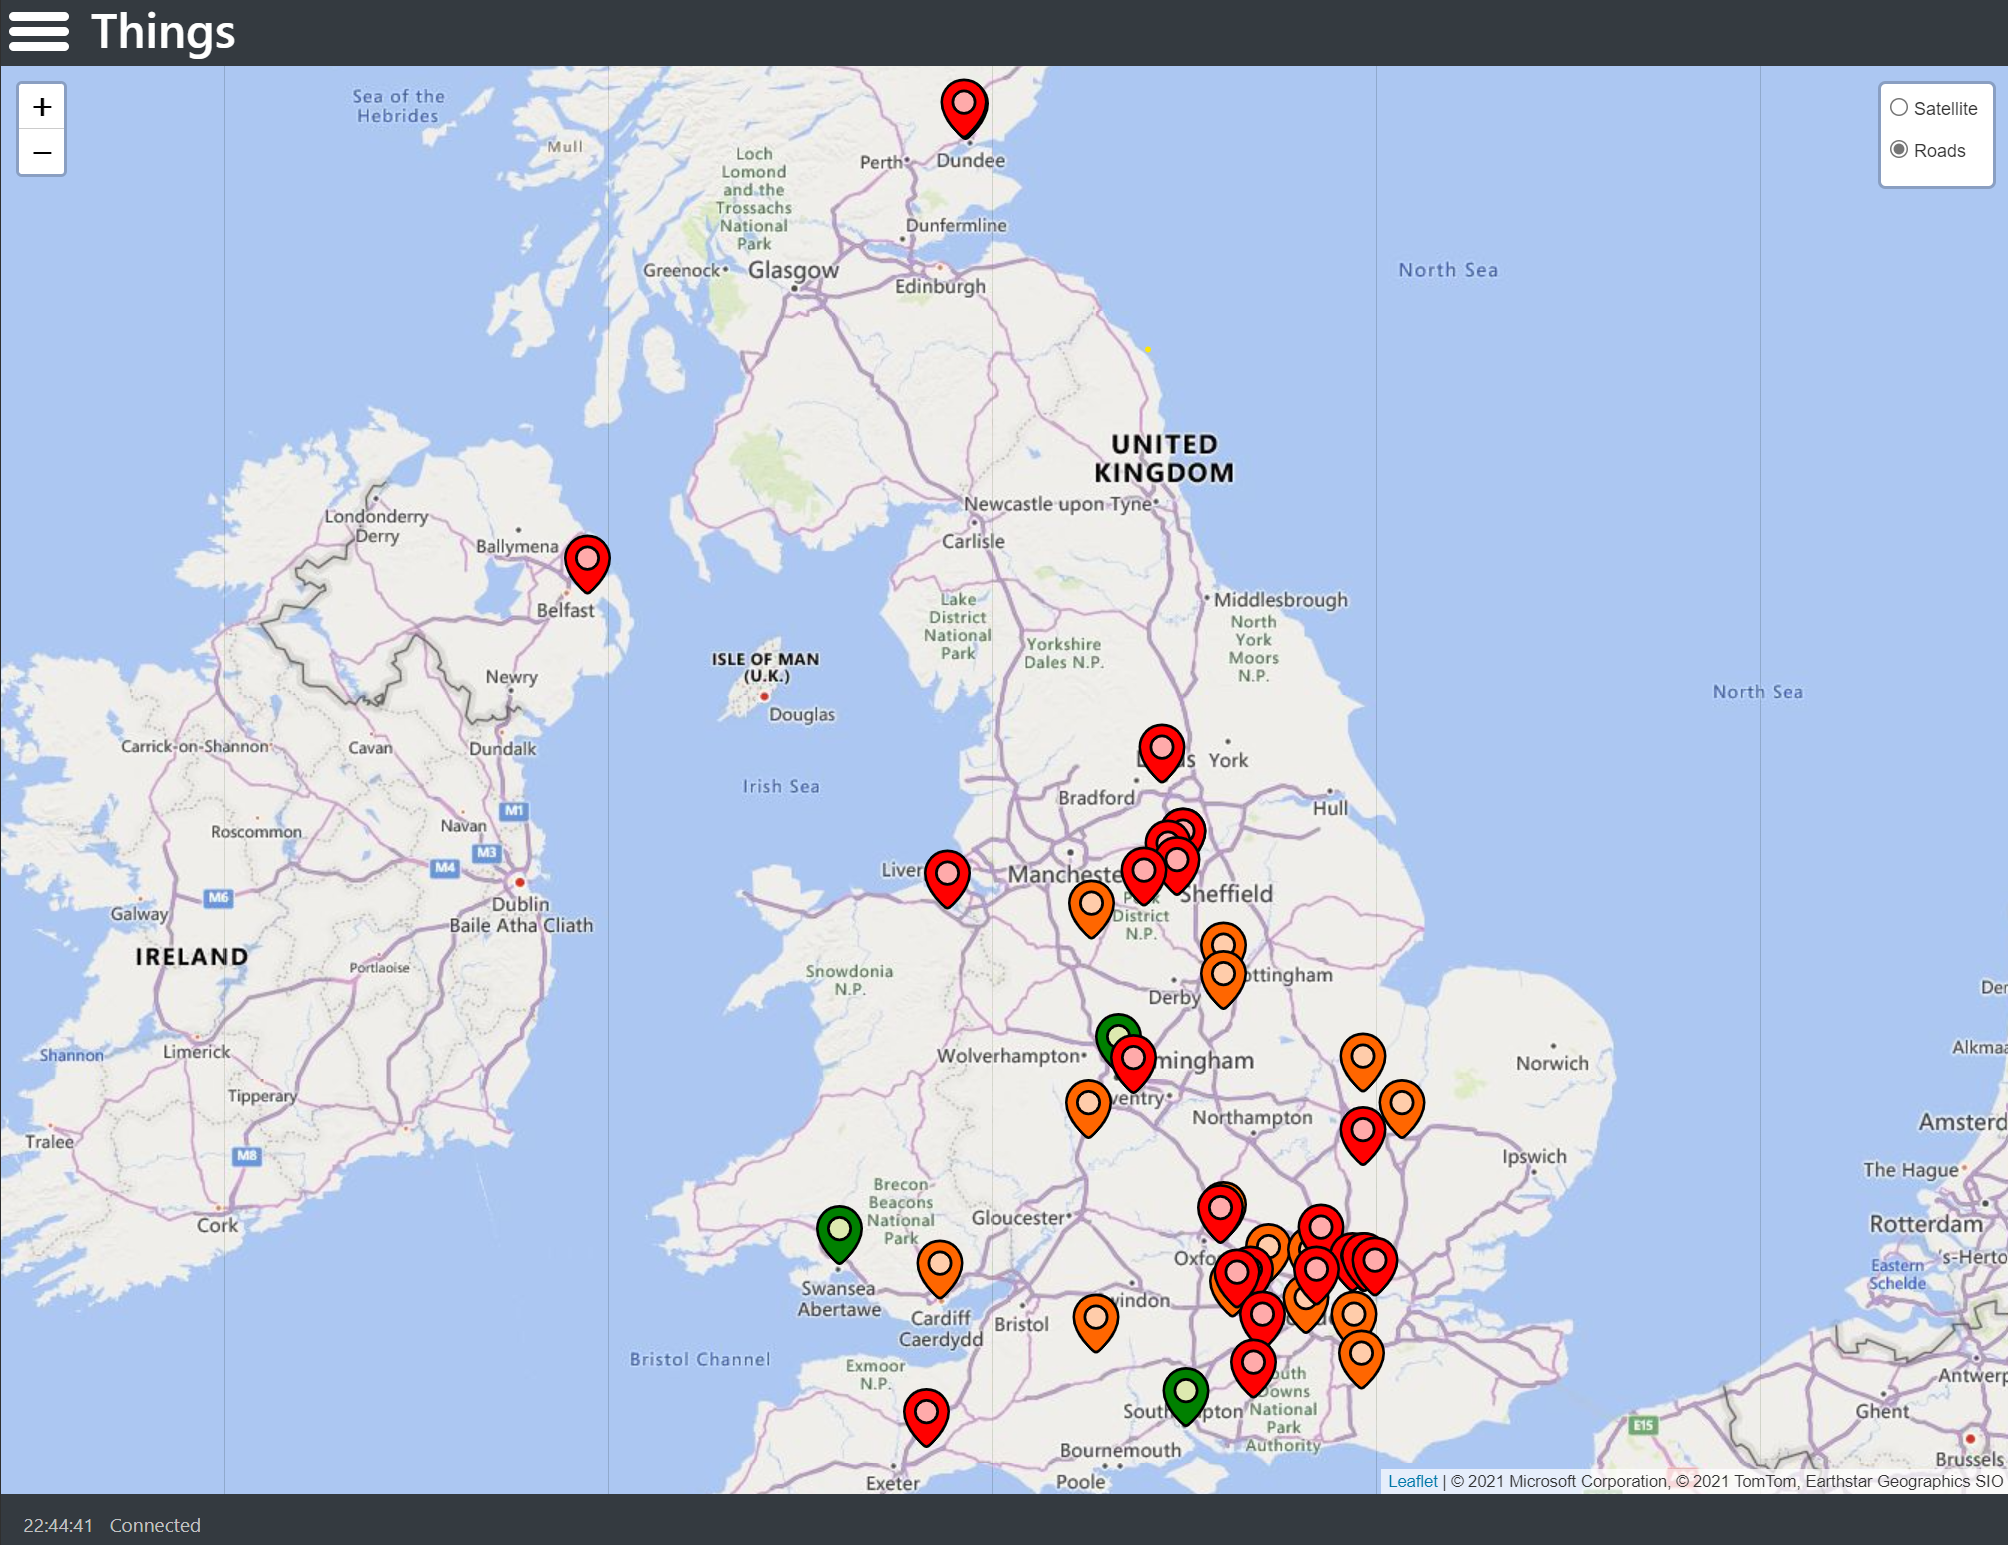 Things
+
−
Satellite
Roads
Sea of the
Hebrides
Mull
Loch
Lomond
and the
Trossachs
National
Park
Perth
Dundee
Dunfermline
Greenock
Glasgow
Edinburgh
North Sea
UNITED
KINGDOM
Newcastle upon Tyne
Carlisle
Londonderry
Derry
Ballymena
Belfast
Middlesbrough
Lake
District
National
Park
North
York
Moors
N.P.
Yorkshire
Dales N.P.
ISLE OF MAN
(U.K.)
Douglas
Newry
North Sea
Carrick-on-Shannon
Cavan
Dundalk
York
Irish Sea
Bradford
Hull
M1
Navan
Roscommon
M3
M4
Liver
Manche
Sheffield
M6
Dublin
Baile Atha Cliath
Galway
District
N.P.
IRELAND
Portlaoise
Snowdonia
N.P.
ottingham
Derby
Der
Shannon
Limerick
Wolverhampton
mingham
Norwich
Alkmaa
Tipperary
ventry
Northampton
Amsterd
Tralee
M8
Ipswich
The Hague
Brecon
Beacons
National
Park
Cork
Gloucester
Rotterdam
Oxfo
's-Herto
Eastern
Schelde
Swansea
Abertawe
Cardiff
Caerdydd
Bristol
vindon
Bristol Channel
Exmoor
N.P.
outh
Downs
National
Park
Authority
Antwerp
South
pton
Ghent
E15
Bournemouth
Poole
Exeter
Brussels
Leaflet | © 2021 Microsoft Corporation, © 2021 TomTom, Earthstar Geographics SIO
22:44:41 Connected